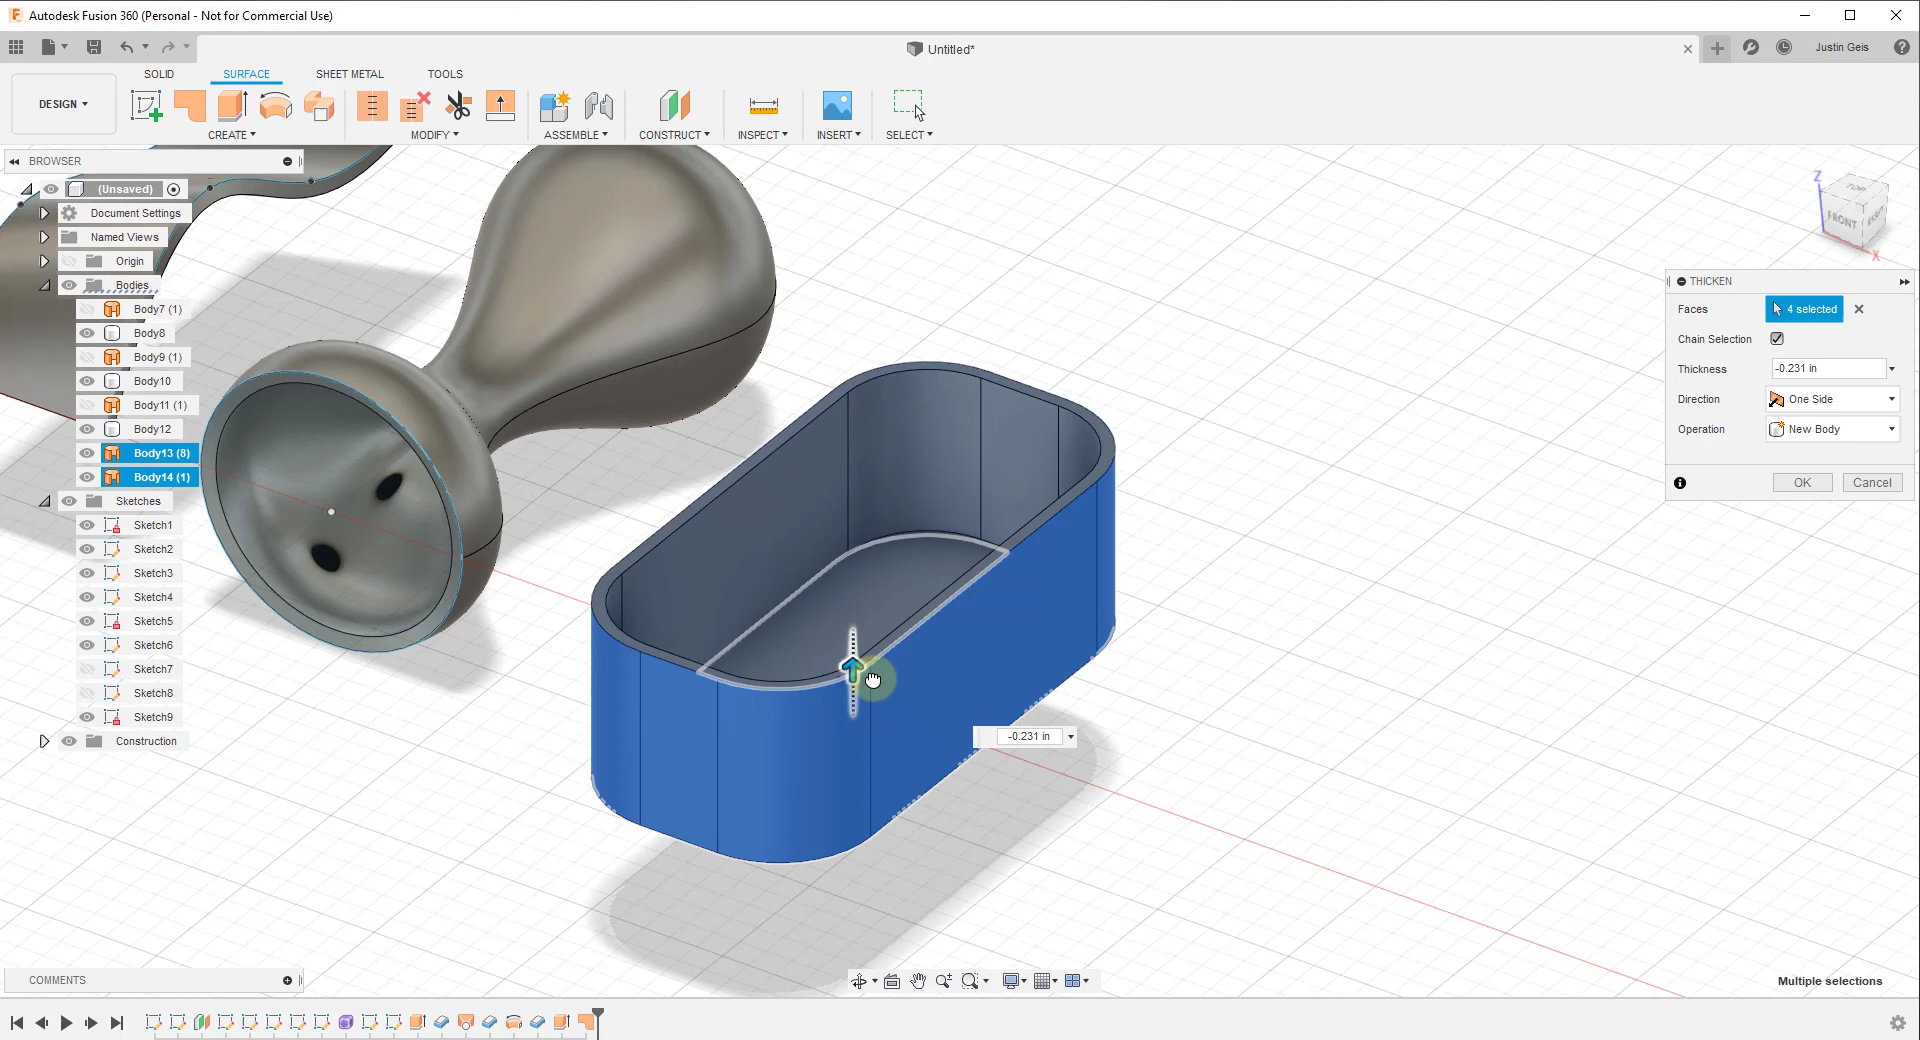 Autodesk Fusion 360 (Personal - Not for Commercial Use)
Untitled*
Justin Geis
DESIGN
SOLID
SURFACE
SHEET METAL
TOOLS
CREATE
MODIFY
ASSEMBLE
CONSTRUCT
INSPECT
INSERT
SELECT
BROWSER
(Unsaved)
Document Settings
Named Views
Origin
Bodies
Body7 (1)
Body8
Body9 (1)
Body10
Body11 (1)
Body12
Body13 (8)
Body14 (1)
Sketches
Sketch1
Sketch2
Sketch3
Sketch4
Sketch5
Sketch6
Sketch7
Sketch8
Sketch9
Construction
Z
TOP
FRONT
RIGHT
X
THICKEN
Faces
4 selected
Chain Selection
Thickness
-0.231 in
Direction
One Side
Operation
New Body
OK
Cancel
-0.231 in
COMMENTS
Multiple selections